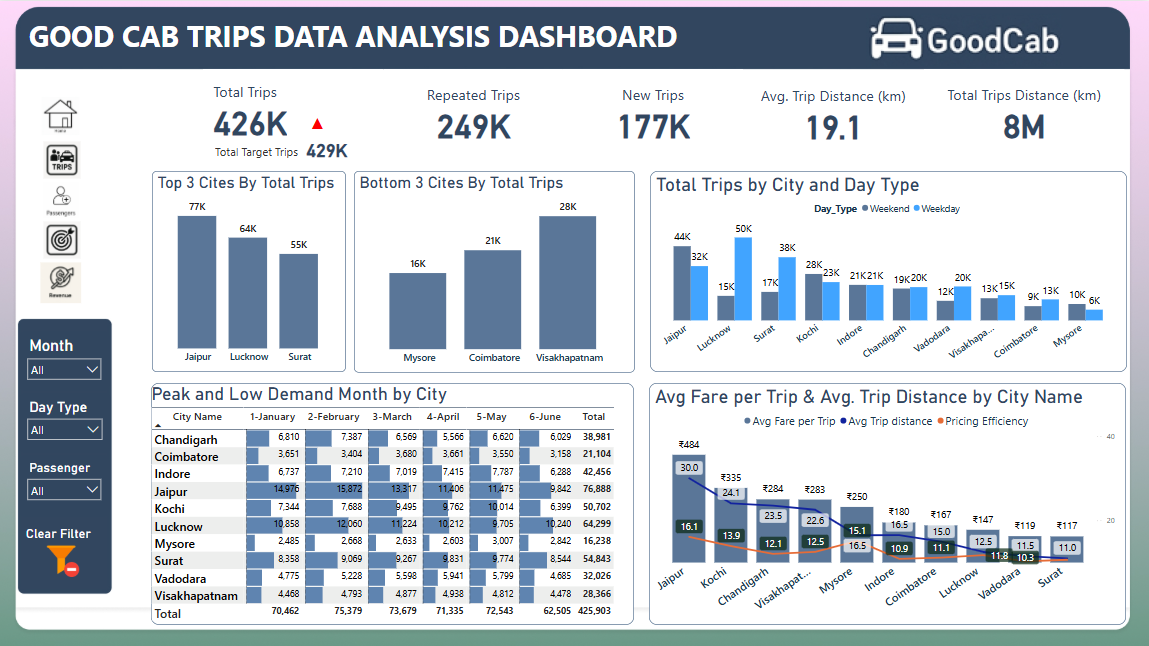 GOOD CAB TRIPS DATA ANALYSIS DASHBOARD
GoodCab
Total Trips
426K
Total Target Trips 429K
Repeated Trips
249K
New Trips
177K
Avg. Trip Distance (km)
19.1
Total Trips Distance (km)
8M
TRIPS
Passengers
Revenue
Month
All
Day Type
All
Passenger
All
Clear Filter
Top 3 Cites By Total Trips
77K
64K
55K
Jaipur Lucknow Surat
Bottom 3 Cites By Total Trips
16K
21K
28K
Mysore Coimbatore Visakhapatnam
Total Trips by City and Day Type
Day_Type Weekend Weekday
44K 32K 15K 50K 17K 38K 28K 23K 21K 21K 19K 20K 12K 20K 13K 15K 9K 13K 10K 6K
Jaipur Lucknow Surat Kochi Indore Chandigarh Vadodara Visakhapa... Coimbatore Mysore
Peak and Low Demand Month by City
City Name 1-January 2-February 3-March 4-April 5-May 6-June Total
Chandigarh 6,810 7,387 6,569 5,566 6,620 6,029 38,981
Coimbatore 3,651 3,404 3,680 3,661 3,550 3,158 21,104
Indore 6,737 7,210 7,019 7,415 7,787 6,288 42,456
Jaipur 14,976 15,872 13,317 11,406 11,475 9,842 76,888
Kochi 7,344 7,688 9,495 9,762 10,014 6,399 50,702
Lucknow 10,858 12,060 11,224 10,212 9,705 10,240 64,299
Mysore 2,485 2,668 2,633 2,603 3,007 2,842 16,238
Surat 8,358 9,069 9,267 9,831 9,774 8,544 54,843
Vadodara 4,775 5,228 5,598 5,941 5,799 4,685 32,026
Visakhapatnam 4,468 4,793 4,877 4,938 4,812 4,478 28,366
Total 70,462 75,379 73,679 71,335 72,543 62,505 425,903
Avg Fare per Trip & Avg. Trip Distance by City Name
Avg Fare per Trip Avg Trip distance Pricing Efficiency
40
20
₹484 ₹335 ₹284 ₹283 ₹250 ₹180 ₹167 ₹147 ₹119 ₹117
30.0 24.1 23.5 22.6 16.5 16.5 15.0 12.5 11.5 11.0
16.1 13.9 12.1 12.5 15.1 10.9 11.1 11.8 10.3
Jaipur Kochi Chandigarh Visakhapat... Mysore Indore Coimbatore Lucknow Vadodara Surat